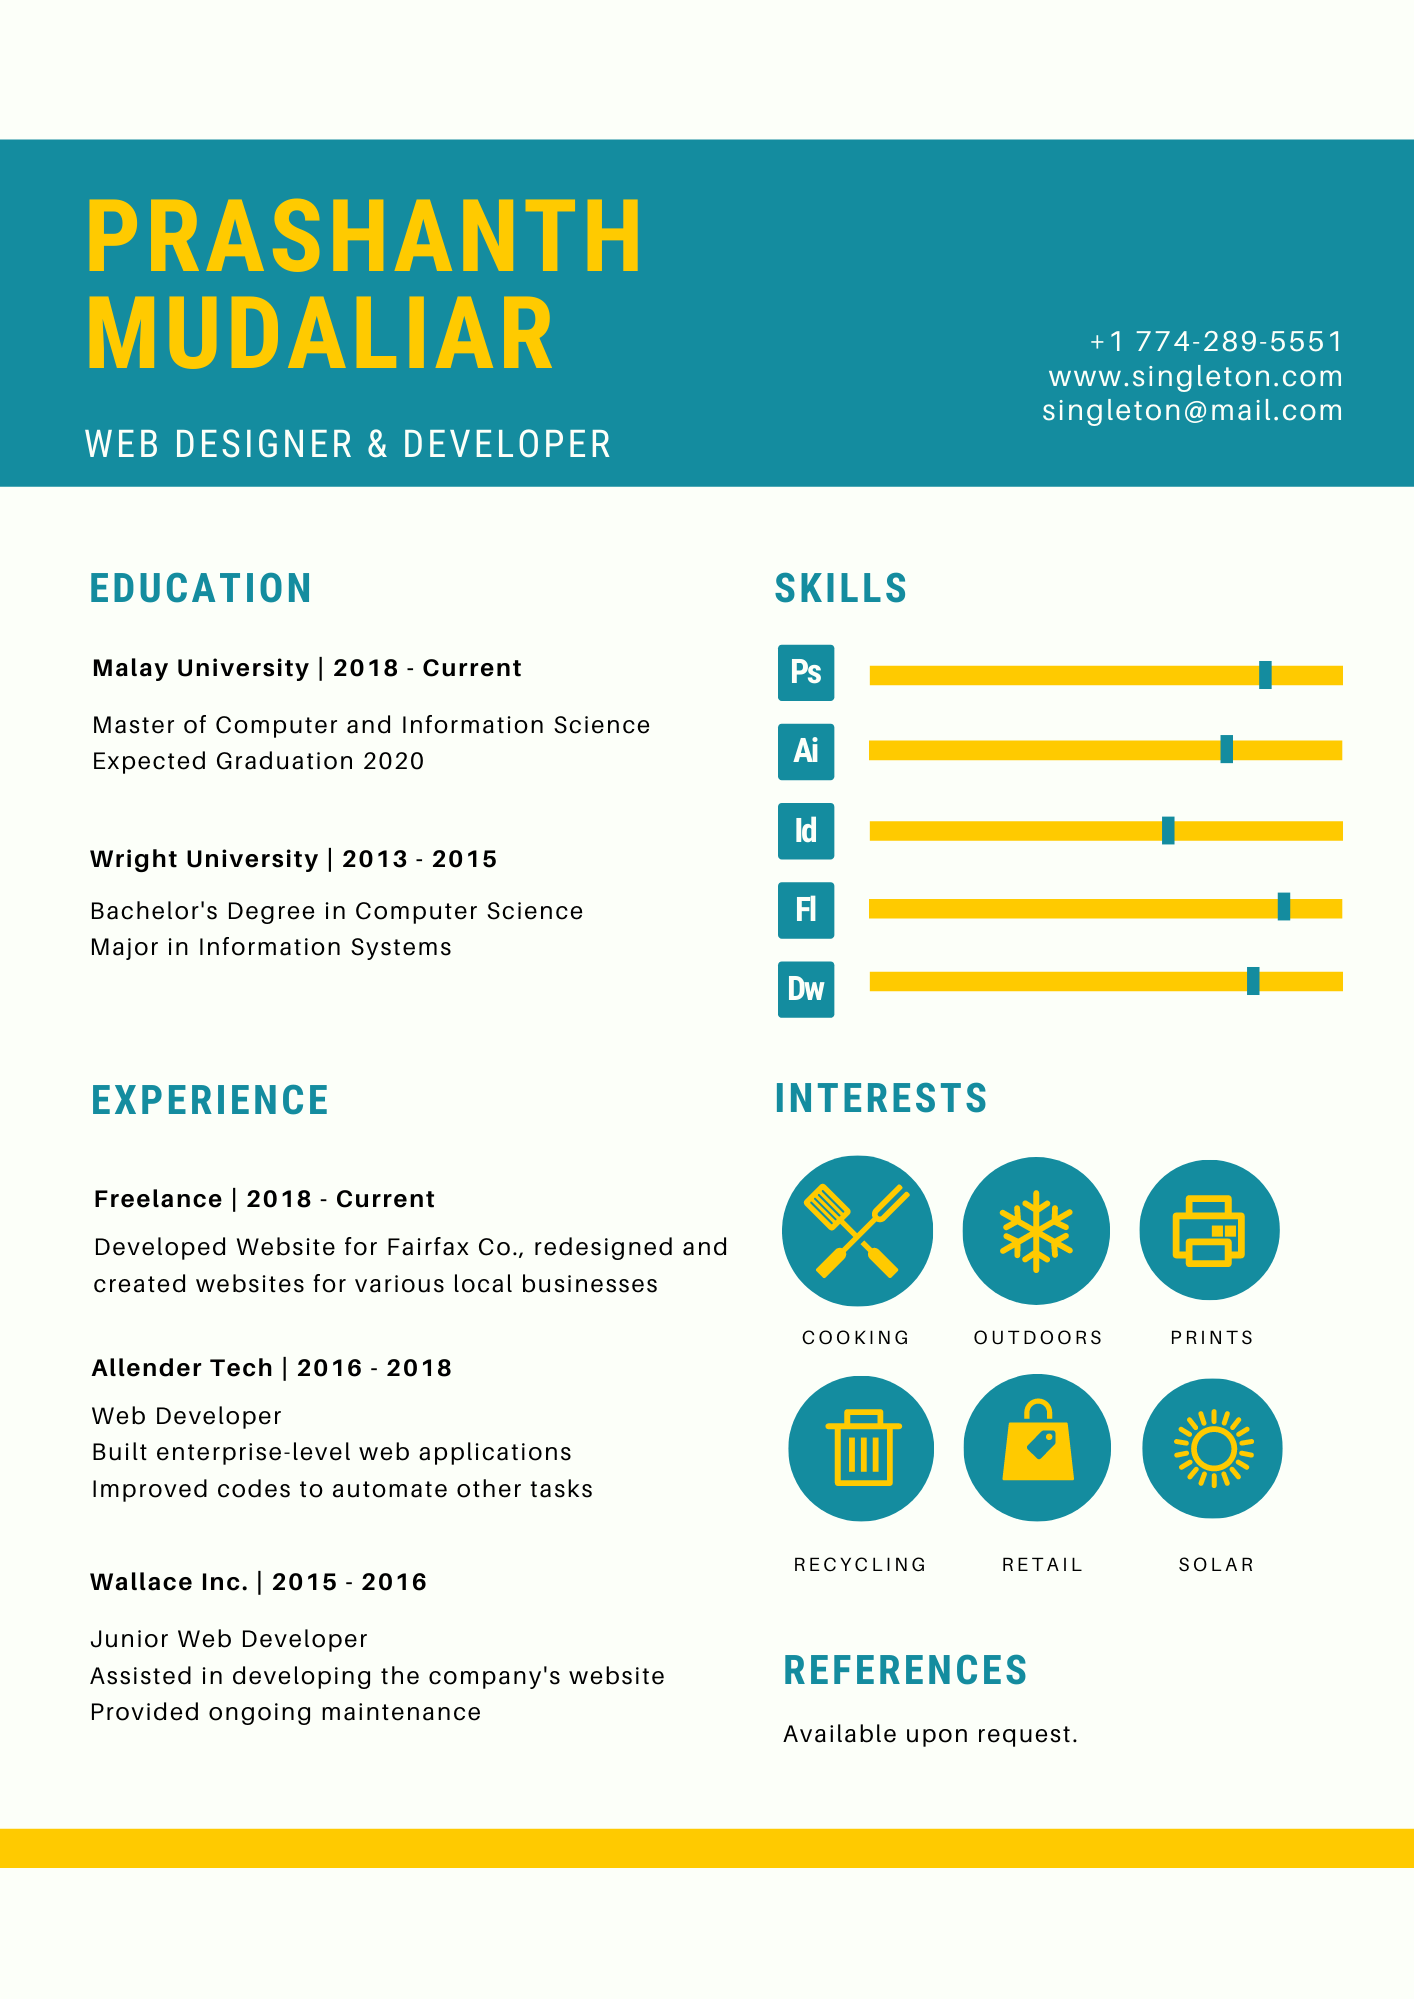 PRASHANTH
MUDALIAR
WEB DESIGNER & DEVELOPER
+1 774-289-5551
www.singleton.com
singleton@mail.com
EDUCATION
Malay University | 2018 - Current
Master of Computer and Information Science
Expected Graduation 2020
Wright University | 2013 - 2015
Bachelor's Degree in Computer Science
Major in Information Systems
EXPERIENCE
Freelance | 2018 - Current
Developed Website for Fairfax Co., redesigned and
created websites for various local businesses
Allender Tech | 2016 - 2018
Web Developer
Built enterprise-level web applications
Improved codes to automate other tasks
Wallace Inc. | 2015 - 2016
Junior Web Developer
Assisted in developing the company's website
Provided ongoing maintenance
SKILLS
Ps
Ai
Id
Fl
Dw
INTERESTS
COOKING OUTDOORS PRINTS
RECYCLING RETAIL SOLAR
REFERENCES
Available upon request.